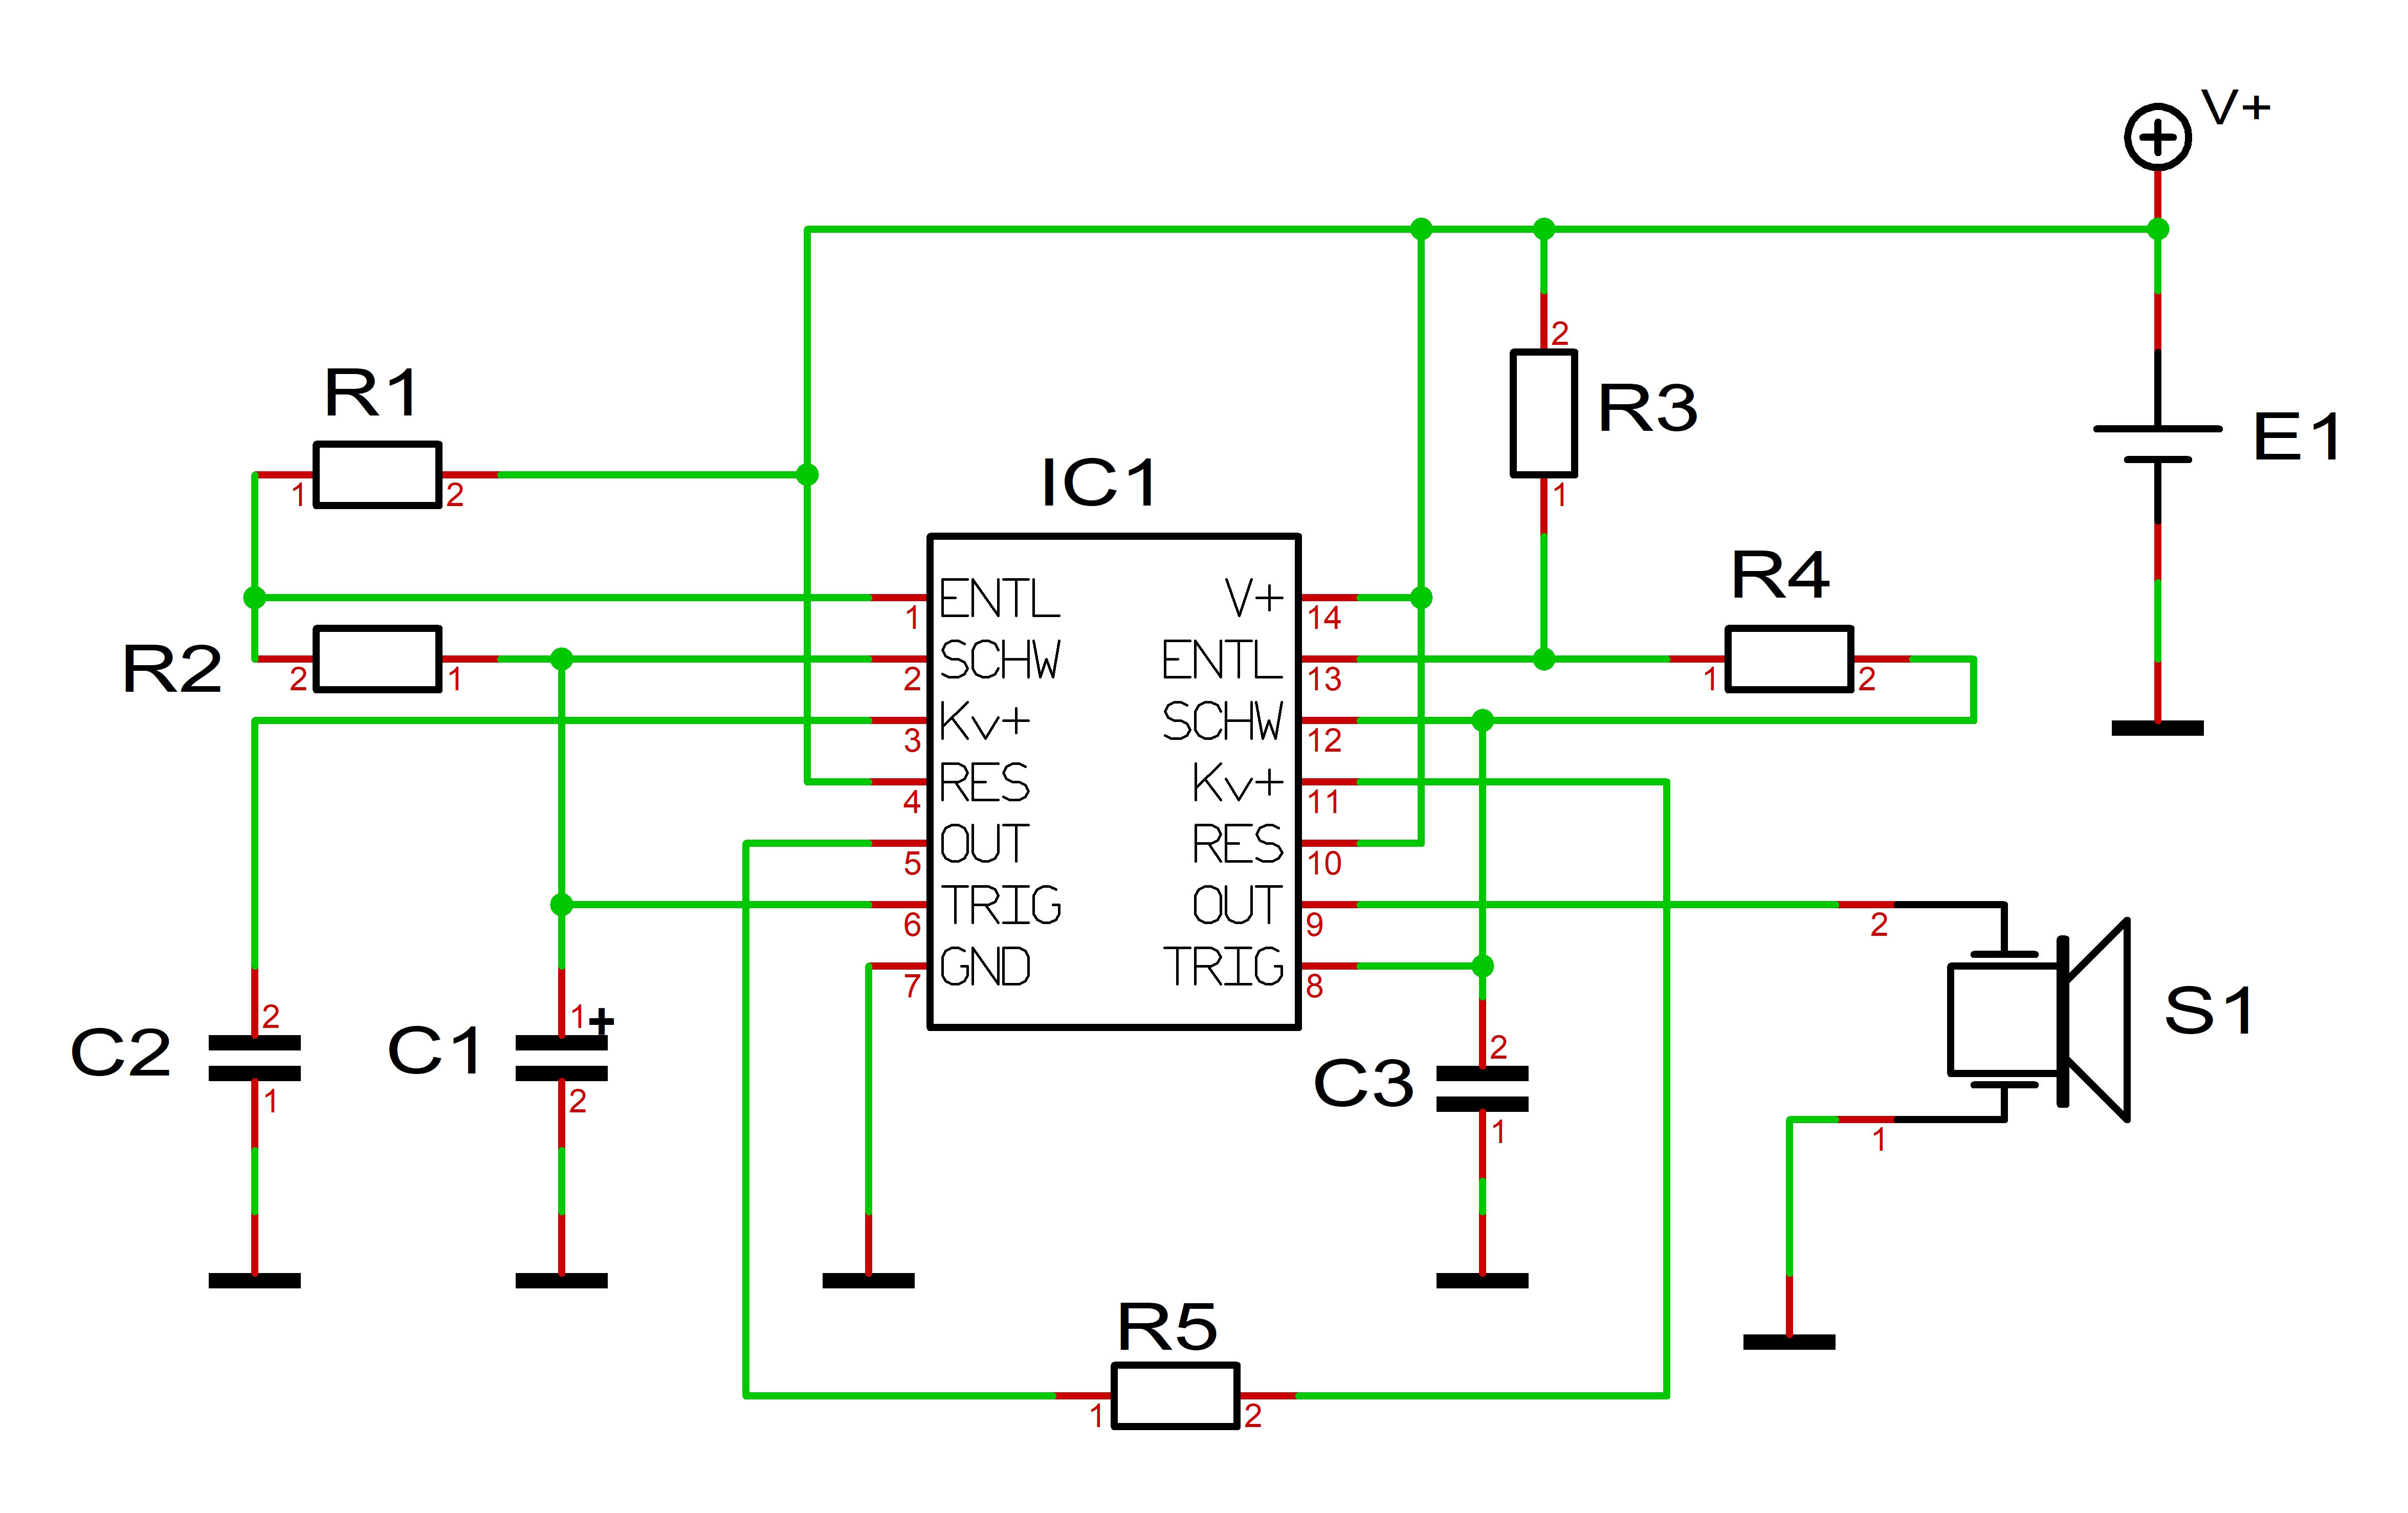 V+
R1
1
2
R2
2
1
IC1
ENTL
1
SCHW
2
Kv+
3
RES
4
OUT
5
TRIG
6
GND
7
V+
14
ENTL
13
SCHW
12
Kv+
11
RES
10
OUT
9
TRIG
8
2
R3
1
R4
1
2
E1
C2
2
1
C1
1
+
2
C3
2
1
2
S1
1
R5
1
2